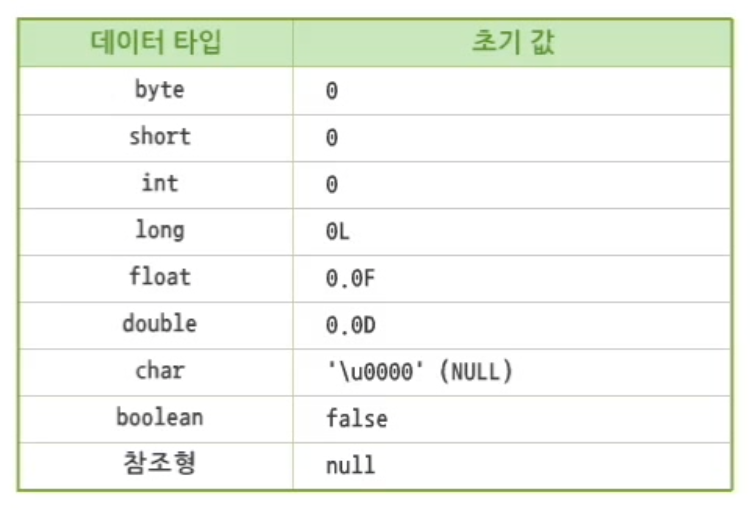 데이터 타입 초기 값
byte 0
short 0
int 0
long 0L
float 0.0F
double 0.0D
char '\u0000' (NULL)
boolean false
참조형 null